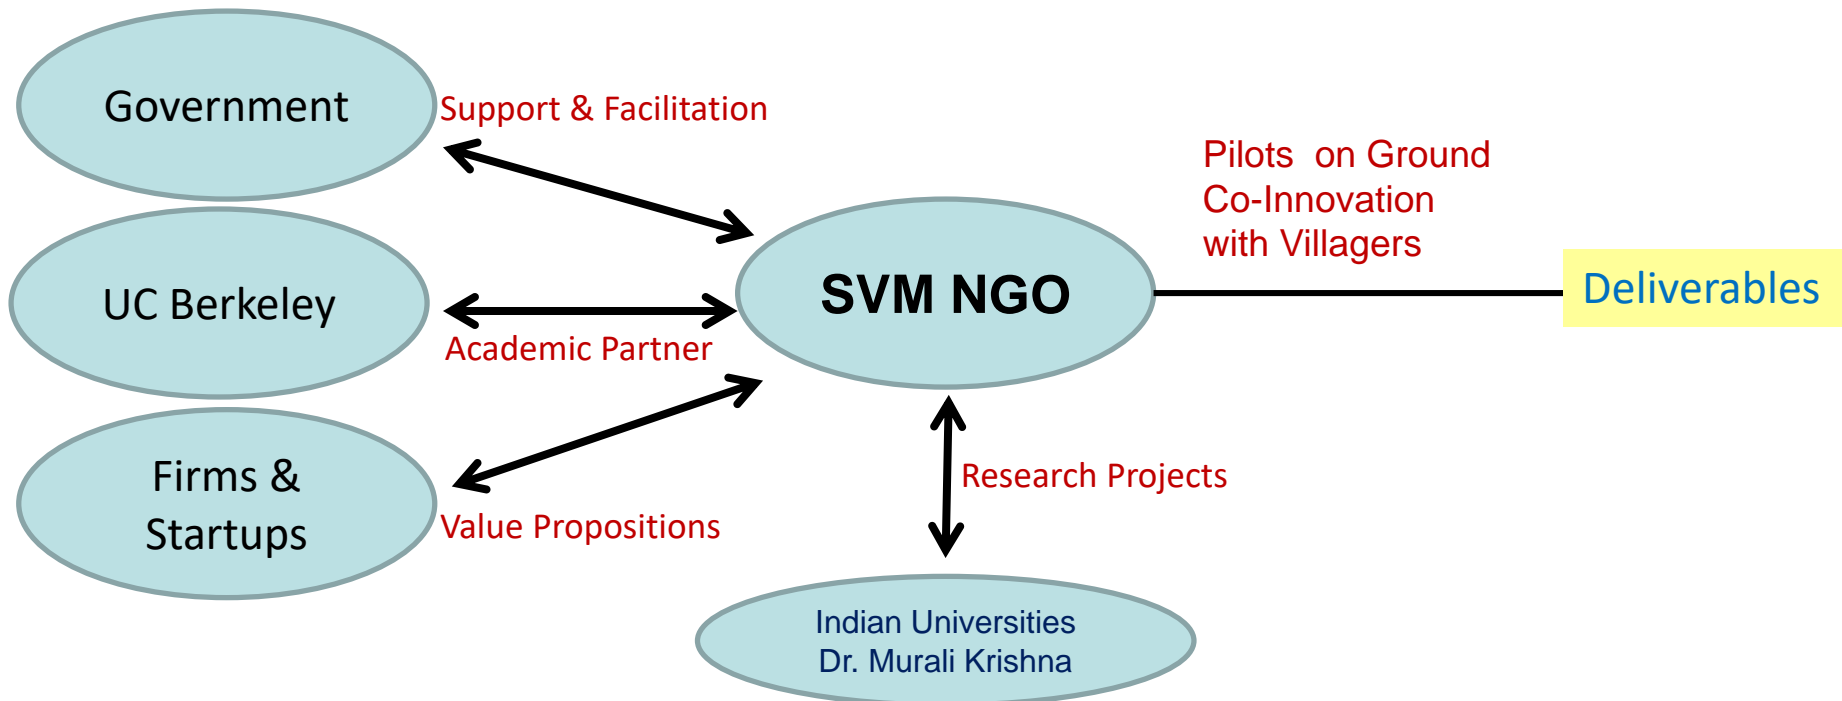 Government
Support & Facilitation
Pilots on Ground
Co-Innovation
with Villagers
UC Berkeley
SVM NGO
Deliverables
Academic Partner
Firms &
Startups
Value Propositions
Research Projects
Indian Universities
Dr. Murali Krishna